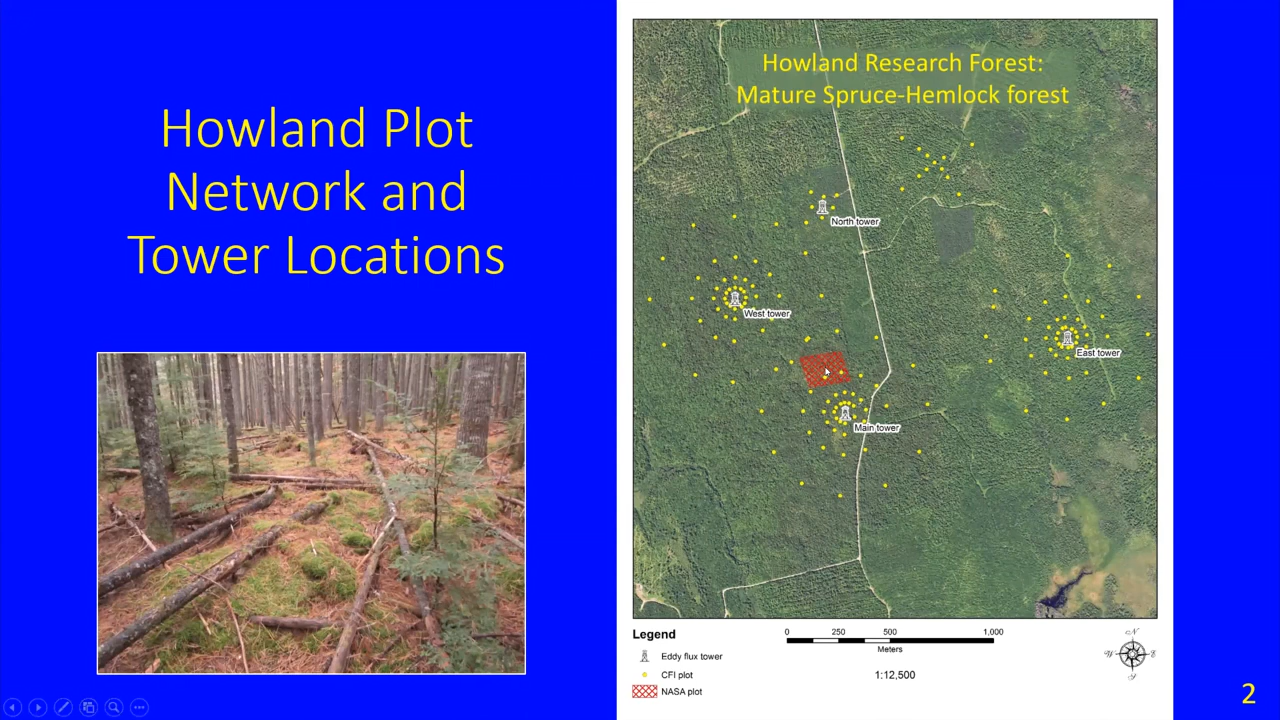 Howland Plot
Network and
Tower Locations
Howland Research Forest:
Mature Spruce-Hemlock forest
North tower
West tower
East tower
Main tower
Legend
Eddy flux tower
CFI plot
NASA plot
0 250 500 1,000
Meters
1:12,500
N
W E
S
2